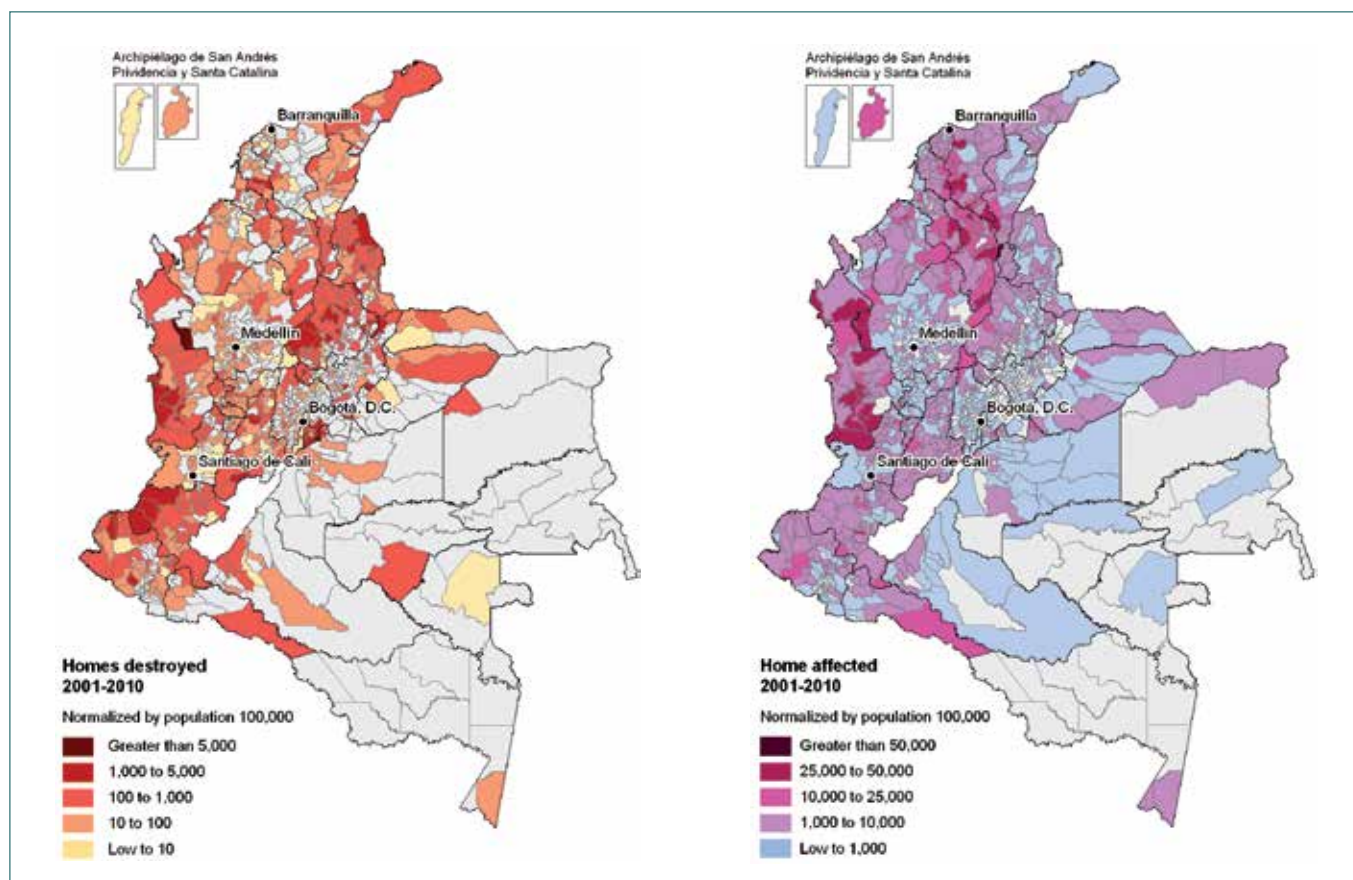 Archipiélago de San Andrés
Prividencia y Santa Catalina
Barranquilla
Medellín
Bogotá, D.C.
Santiago de Cali
Homes destroyed
2001-2010
Normalized by population 100,000
Greater than 5,000
1,000 to 5,000
100 to 1,000
10 to 100
Low to 10
Archipiélago de San Andrés
Prividencia y Santa Catalina
Barranquilla
Medellín
Bogotá, D.C.
Santiago de Cali
Home affected
2001-2010
Normalized by population 100,000
Greater than 50,000
25,000 to 50,000
10,000 to 25,000
1,000 to 10,000
Low to 1,000